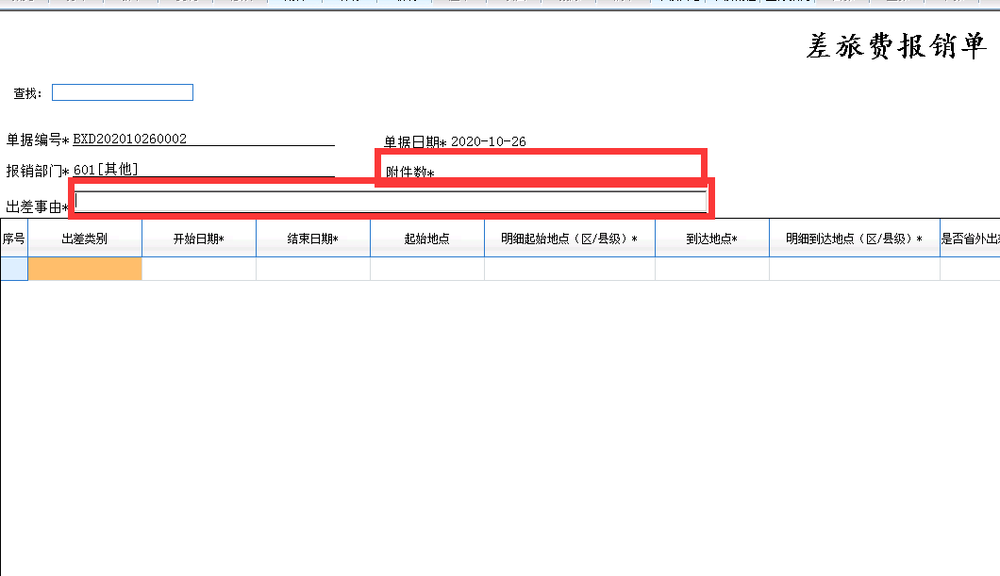 差旅费报销单
查找：
单据编号* BXD202010260002 单据日期* 2020-10-26
报销部门* 601[其他] 附件数*
出差事由*
序号 出差类别 开始日期* 结束日期* 起始地点 明细起始地点（区/县级）* 到达地点* 明细到达地点（区/县级）* 是否省外出